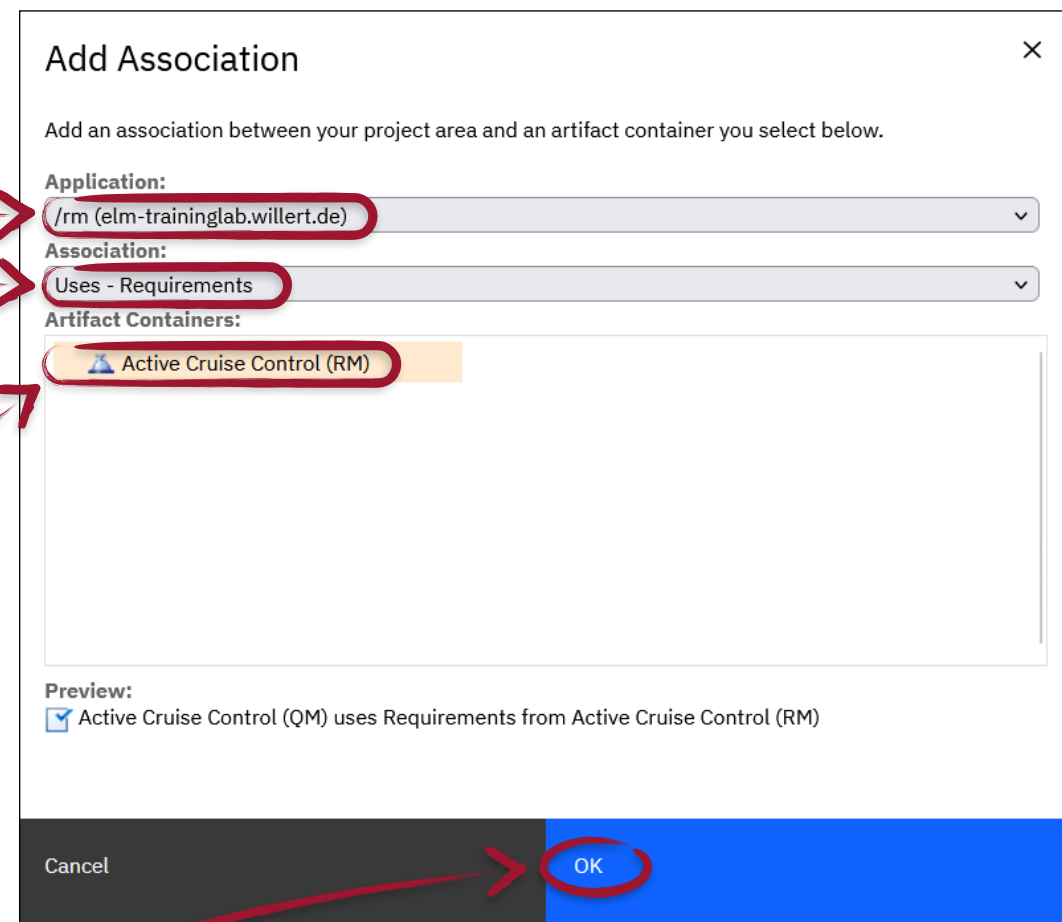 Add Association
Add an association between your project area and an artifact container you select below.
Application:
/rm (elm-traininglab.willert.de)
Association:
Uses - Requirements
Artifact Containers:
Active Cruise Control (RM)
Preview:
Active Cruise Control (QM) uses Requirements from Active Cruise Control (RM)
Cancel
OK